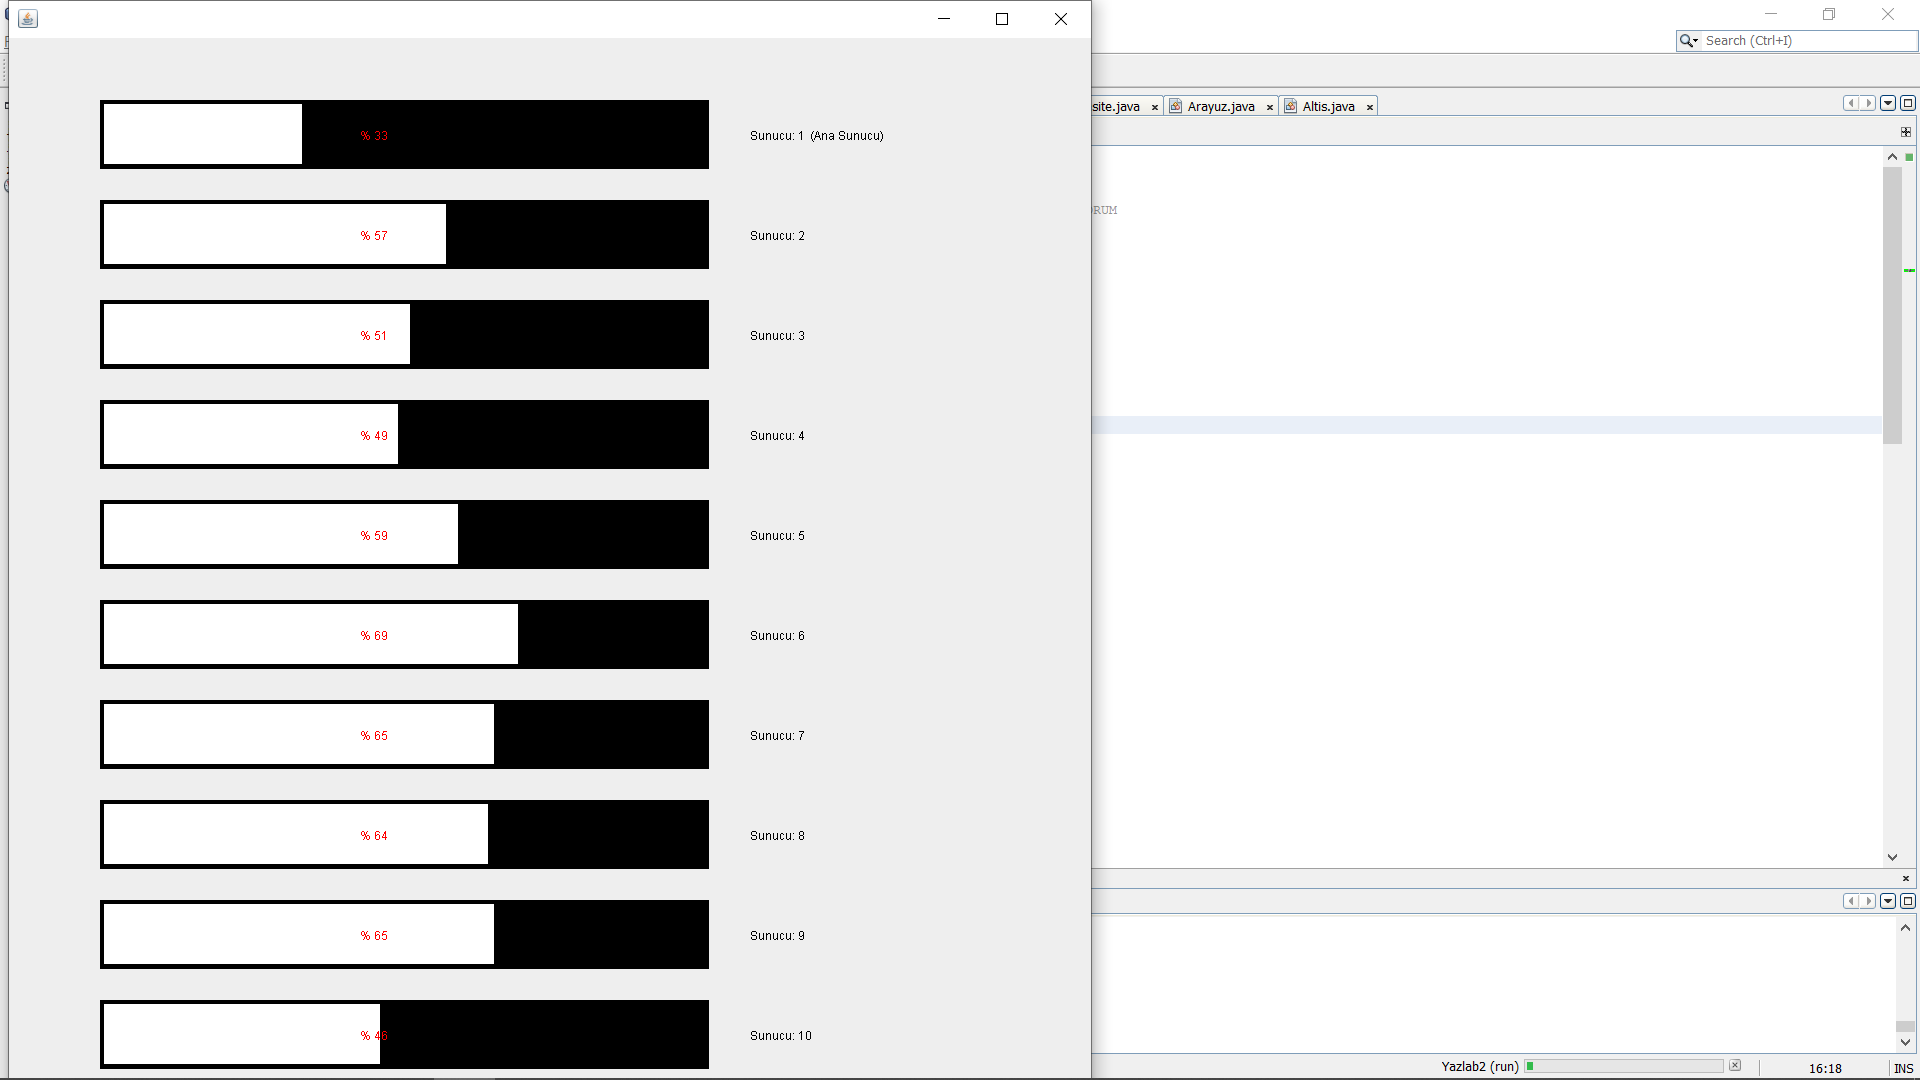 Search (Ctrl+I)
site.java
Arayuz.java
Altis.java
% 33
Sunucu: 1 (Ana Sunucu)
RUM
% 57
Sunucu: 2
% 51
Sunucu: 3
% 49
Sunucu: 4
% 59
Sunucu: 5
% 69
Sunucu: 6
% 65
Sunucu: 7
% 64
Sunucu: 8
% 65
Sunucu: 9
% 46
Sunucu: 10
Yazlab2 (run)
16:18
INS